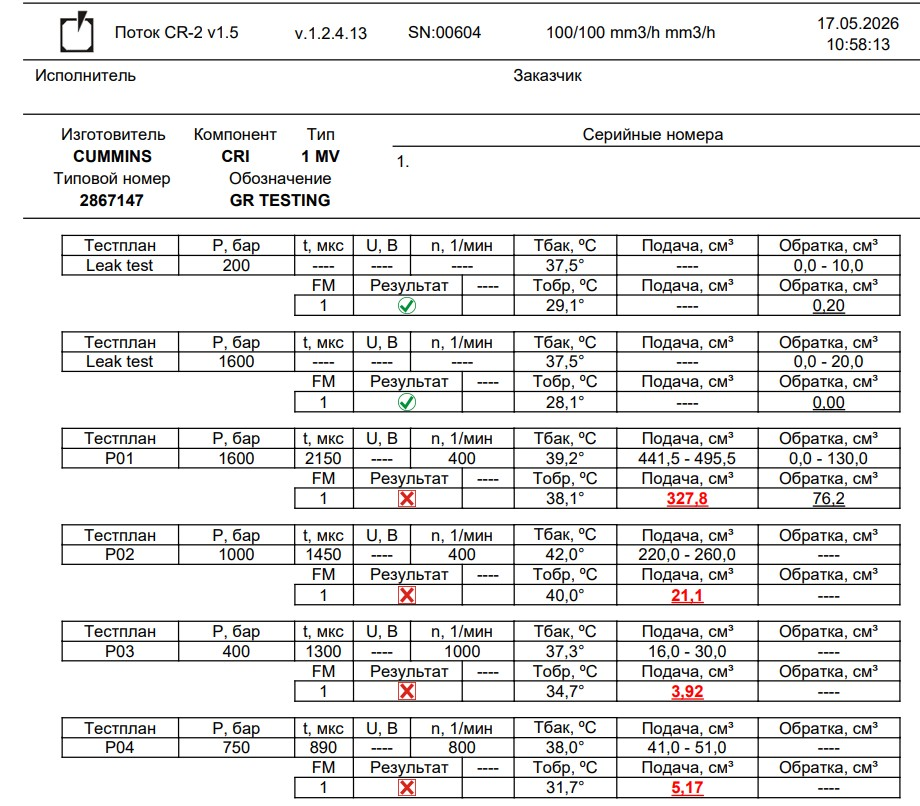 Поток CR-2 v1.5 v.1.2.4.13 SN:00604 100/100 mm3/h mm3/h 17.05.2026 10:58:13
Исполнитель Заказчик
Изготовитель Компонент Тип Серийные номера
CUMMINS CRI 1 MV 1.
Типовой номер Обозначение
2867147 GR TESTING
Тестплан P, бар t, мкс U, В n, 1/мин Tбак, ºC Подача, см³ Обратка, см³
Leak test 200 ---- ---- ---- 37,5° ---- 0,0 - 10,0
FM Результат ---- Тобр, ºC Подача, см³ Обратка, см³
1 29,1° ---- 0,20
Тестплан P, бар t, мкс U, В n, 1/мин Tбак, ºC Подача, см³ Обратка, см³
Leak test 1600 ---- ---- ---- 37,5° ---- 0,0 - 20,0
FM Результат ---- Тобр, ºC Подача, см³ Обратка, см³
1 28,1° ---- 0,00
Тестплан P, бар t, мкс U, В n, 1/мин Tбак, ºC Подача, см³ Обратка, см³
P01 1600 2150 ---- 400 39,2° 441,5 - 495,5 0,0 - 130,0
FM Результат ---- Тобр, ºC Подача, см³ Обратка, см³
1 38,1° 327,8 76,2
Тестплан P, бар t, мкс U, В n, 1/мин Tбак, ºC Подача, см³ Обратка, см³
P02 1000 1450 ---- 400 42,0° 220,0 - 260,0 ----
FM Результат ---- Тобр, ºC Подача, см³ Обратка, см³
1 40,0° 21,1 ----
Тестплан P, бар t, мкс U, В n, 1/мин Tбак, ºC Подача, см³ Обратка, см³
P03 400 1300 ---- 1000 37,3° 16,0 - 30,0 ----
FM Результат ---- Тобр, ºC Подача, см³ Обратка, см³
1 34,7° 3,92 ----
Тестплан P, бар t, мкс U, В n, 1/мин Tбак, ºC Подача, см³ Обратка, см³
P04 750 890 ---- 800 38,0° 41,0 - 51,0 ----
FM Результат ---- Тобр, ºC Подача, см³ Обратка, см³
1 31,7° 5,17 ----